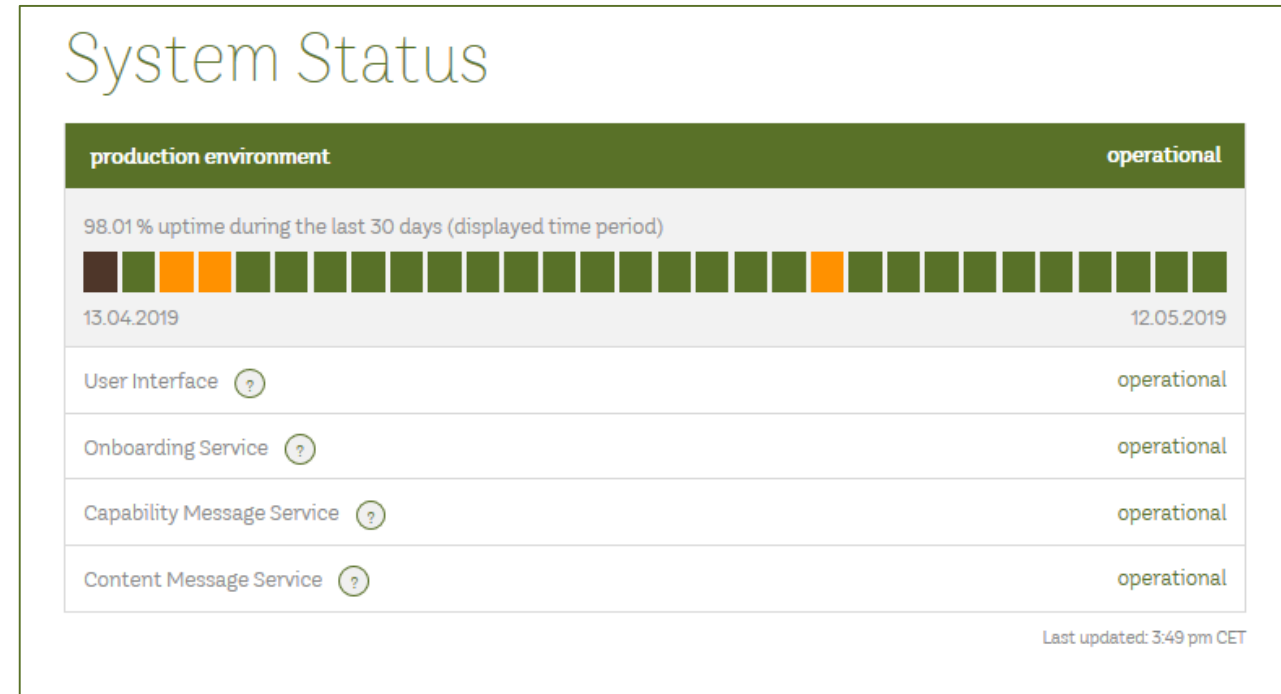 System Status
production environment operational
98.01 % uptime during the last 30 days (displayed time period)
13.04.2019 12.05.2019
User Interface ? operational
Onboarding Service ? operational
Capability Message Service ? operational
Content Message Service ? operational
Last updated: 3:49 pm CET